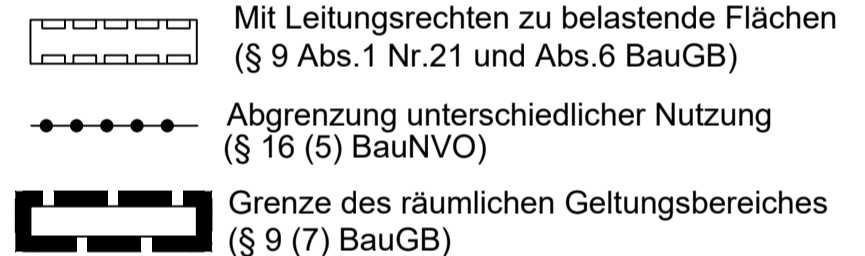 Mit Leitungsrechten zu belastende Flächen
(§ 9 Abs.1 Nr.21 und Abs.6 BauGB)
Abgrenzung unterschiedlicher Nutzung
(§ 16 (5) BauNVO)
Grenze des räumlichen Geltungsbereiches
(§ 9 (7) BauGB)